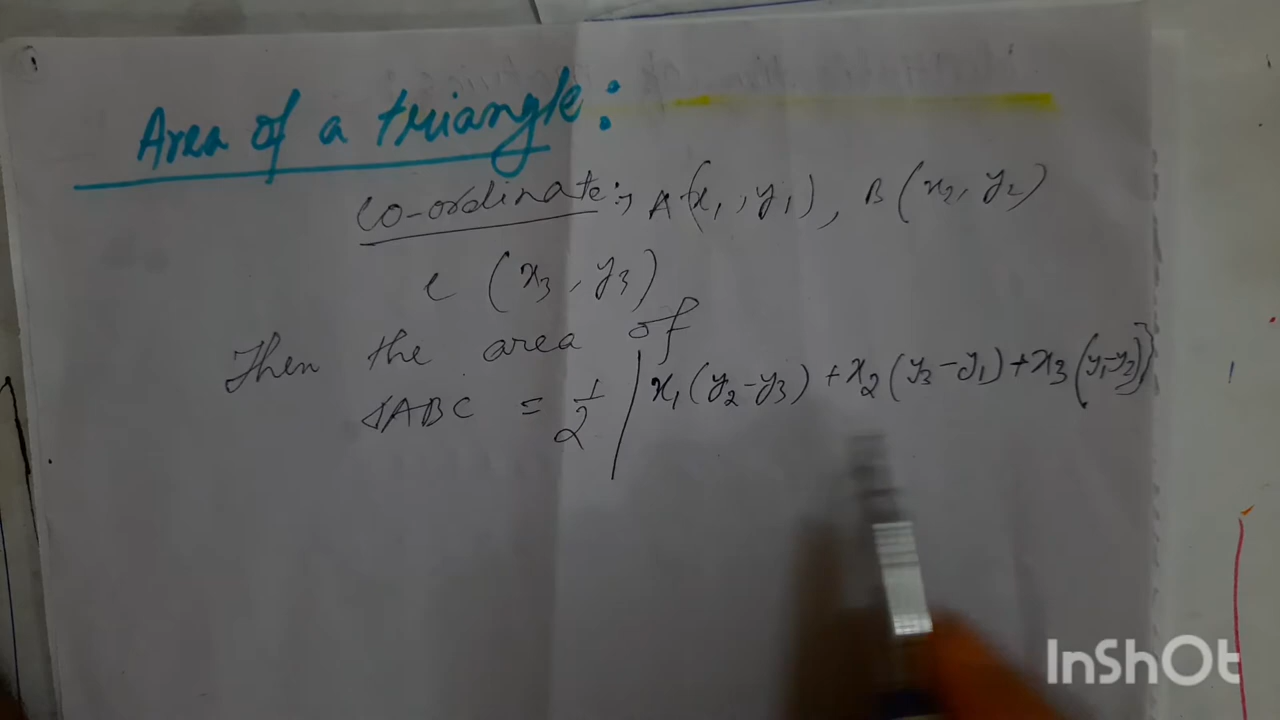 Area of a triangle:
Co-ordinate:→ A(x₁, y₁), B(x₂, y₂)
C (x₃, y₃)
Then the area of
ΔABC = 1/2 |x₁(y₂-y₃) + x₂(y₃-y₁) + x₃(y₁-y₂)}
InShOt